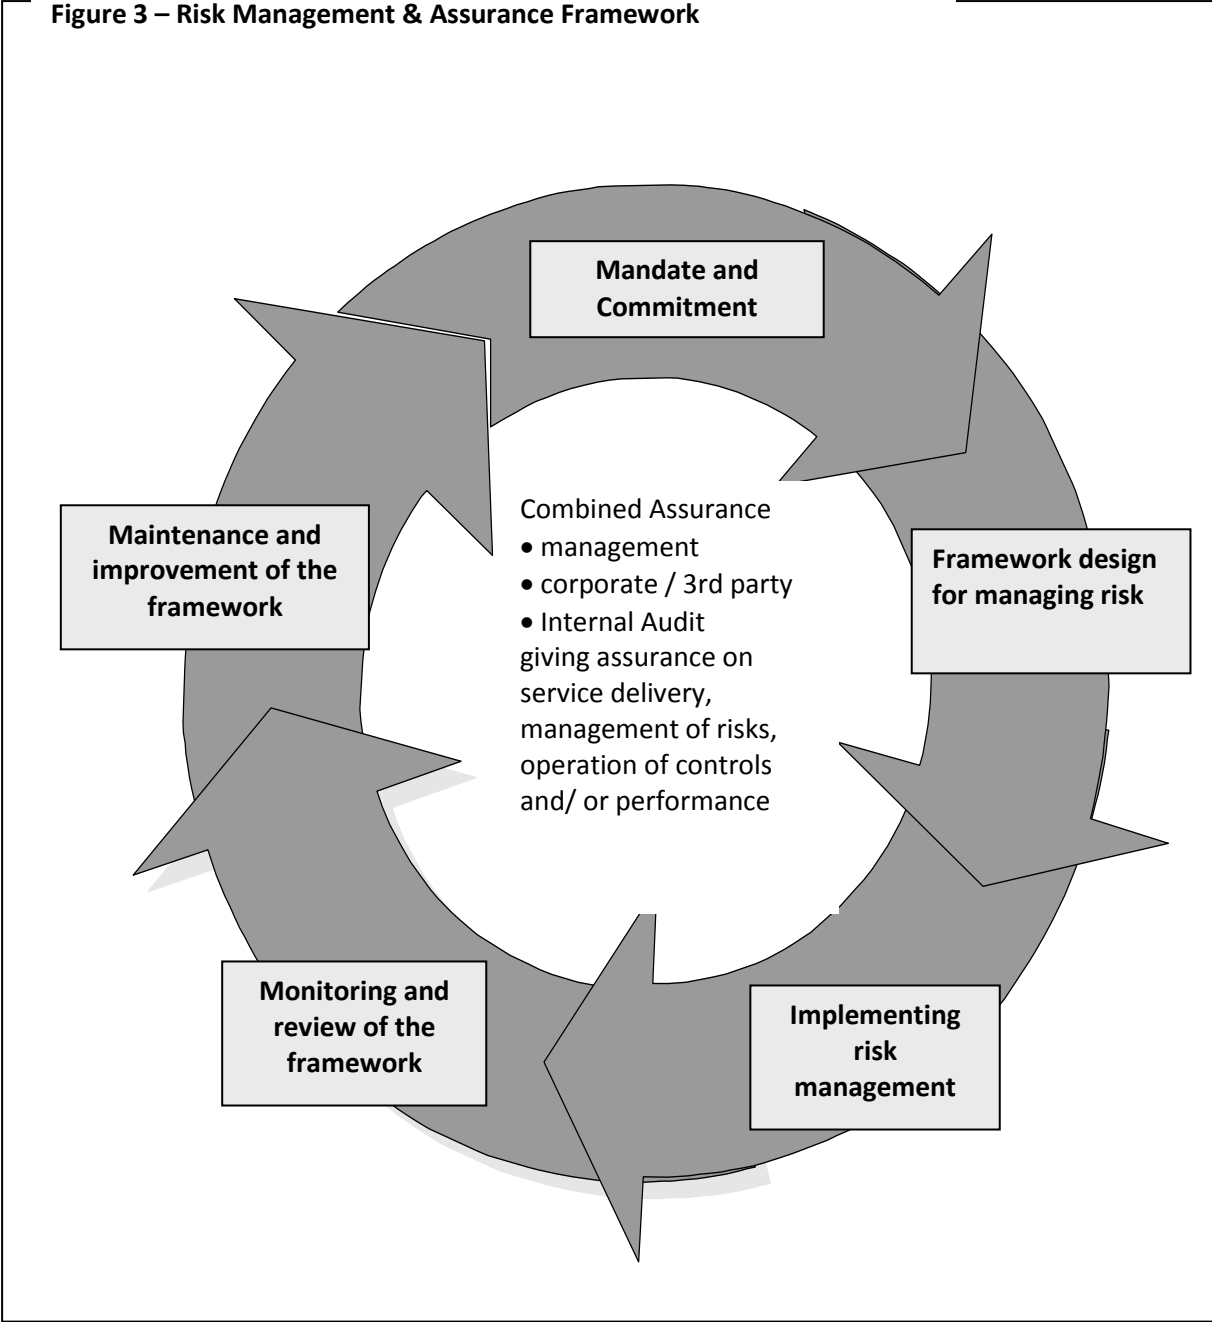 Figure 3 – Risk Management & Assurance Framework
Mandate and
Commitment
Framework design
for managing risk
Implementing
risk
management
Monitoring and
review of the
framework
Maintenance and
improvement of the
framework
Combined Assurance
• management
• corporate / 3rd party
• Internal Audit
giving assurance on
service delivery,
management of risks,
operation of controls
and/ or performance